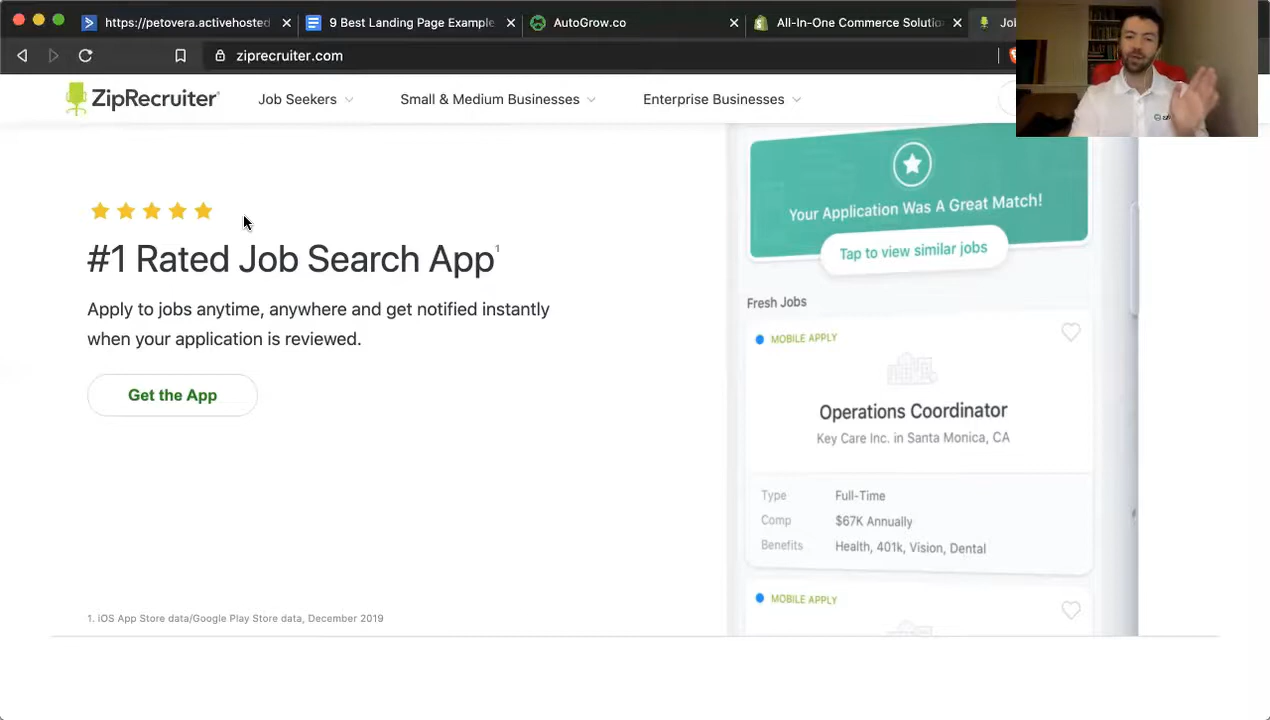 https://petovera.activehosted
9 Best Landing Page Example
AutoGrow.co
All-In-One Commerce Solutio
ziprecruiter.com
ZipRecruiter
Job Seekers
Small & Medium Businesses
Enterprise Businesses
#1 Rated Job Search App¹
Apply to jobs anytime, anywhere and get notified instantly
when your application is reviewed.
Get the App
1. iOS App Store data/Google Play Store data, December 2019
Your Application Was A Great Match!
Tap to view similar jobs
Fresh Jobs
MOBILE APPLY
Operations Coordinator
Key Care Inc. in Santa Monica, CA
Type Full-Time
Comp $67K Annually
Benefits Health, 401k, Vision, Dental
MOBILE APPLY